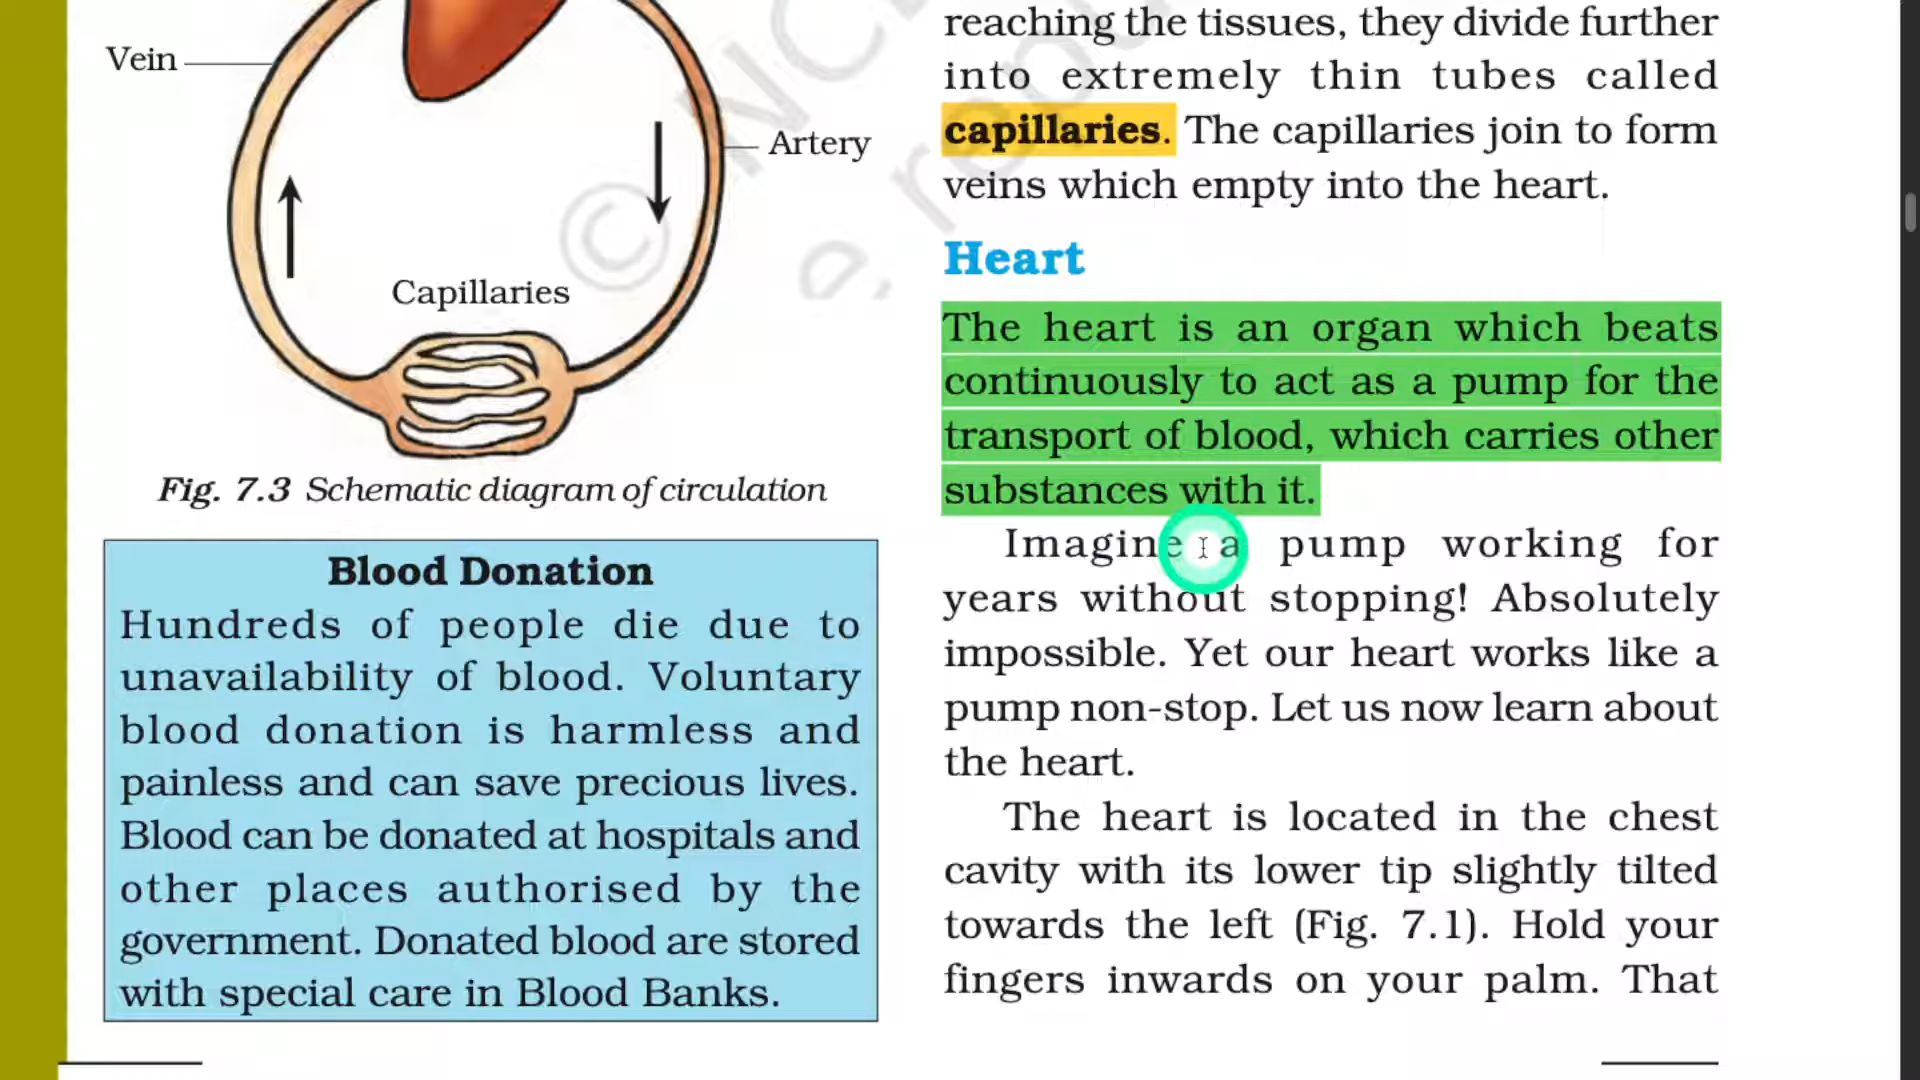 Vein
Artery
Capillaries
Fig. 7.3 Schematic diagram of circulation
Blood Donation
Hundreds of people die due to
unavailability of blood. Voluntary
blood donation is harmless and
painless and can save precious lives.
Blood can be donated at hospitals and
other places authorised by the
government. Donated blood are stored
with special care in Blood Banks.
reaching the tissues, they divide further
into extremely thin tubes called
capillaries. The capillaries join to form
veins which empty into the heart.
Heart
The heart is an organ which beats
continuously to act as a pump for the
transport of blood, which carries other
substances with it.
Imagine a pump working for
years without stopping! Absolutely
impossible. Yet our heart works like a
pump non-stop. Let us now learn about
the heart.
The heart is located in the chest
cavity with its lower tip slightly tilted
towards the left (Fig. 7.1). Hold your
fingers inwards on your palm. That